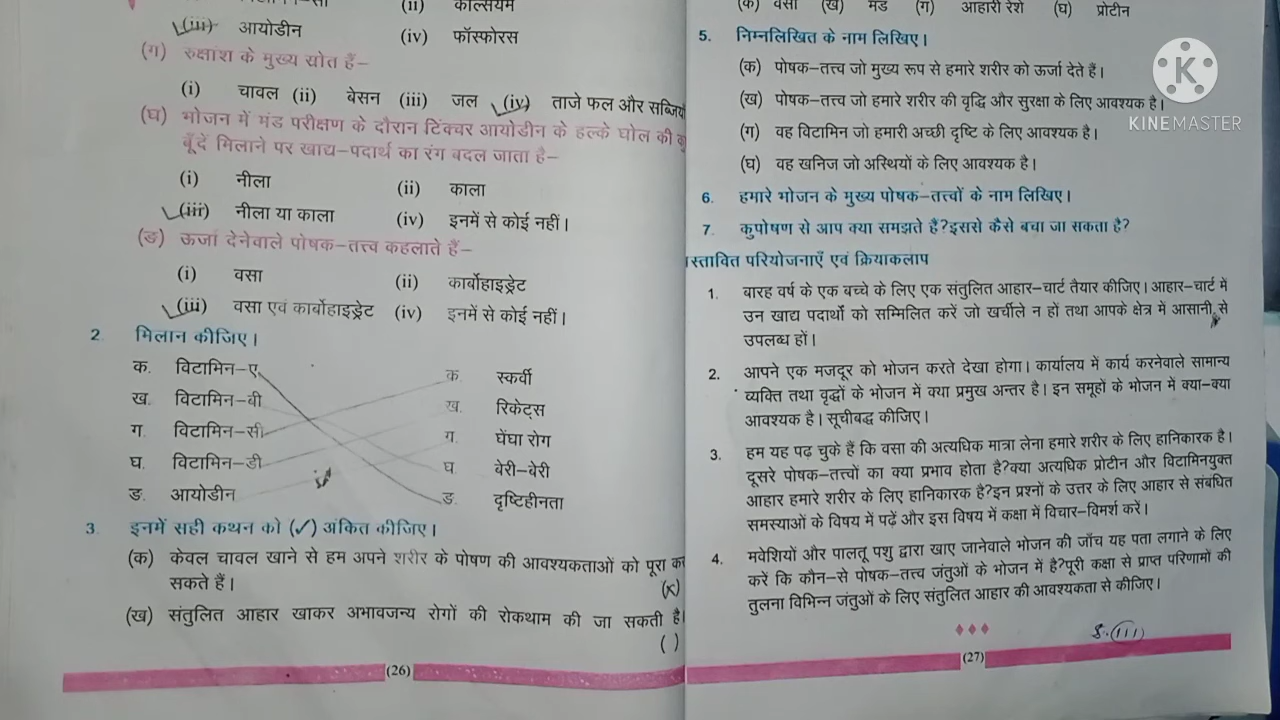 (ii) कैल्सियम
(iii) आयोडीन (iv) फॉस्फोरस
(ग) रुक्षांश के मुख्य स्रोत हैं–
(i) चावल (ii) बेसन (iii) जल (iv) ताजे फल और सब्जियाँ
(घ) भोजन में मंड परीक्षण के दौरान टिंक्चर आयोडीन के हल्के घोल की
बूँदें मिलाने पर खाद्य–पदार्थ का रंग बदल जाता है–
(i) नीला (ii) काला
(iii) नीला या काला (iv) इनमें से कोई नहीं।
(ङ) ऊर्जा देनेवाले पोषक–तत्त्व कहलाते हैं–
(i) वसा (ii) कार्बोहाइड्रेट
(iii) वसा एवं कार्बोहाइड्रेट (iv) इनमें से कोई नहीं।
2. मिलान कीजिए।
क. विटामिन–ए क. स्कर्वी
ख. विटामिन–बी ख. रिकेट्स
ग. विटामिन–सी ग. घेंघा रोग
घ. विटामिन–डी घ. बेरी–बेरी
ङ. आयोडीन ङ. दृष्टिहीनता
3. इनमें सही कथन को (✓) अंकित कीजिए।
(क) केवल चावल खाने से हम अपने शरीर के पोषण की आवश्यकताओं को पूरा कर
सकते हैं। (x)
(ख) संतुलित आहार खाकर अभावजन्य रोगों की रोकथाम की जा सकती है।
( )
(26)
(क) वसा (ख) मंड (ग) आहारी रेशे (घ) प्रोटीन
5. निम्नलिखित के नाम लिखिए।
(क) पोषक–तत्त्व जो मुख्य रूप से हमारे शरीर को ऊर्जा देते हैं।
(ख) पोषक–तत्त्व जो हमारे शरीर की वृद्धि और सुरक्षा के लिए आवश्यक है।
(ग) वह विटामिन जो हमारी अच्छी दृष्टि के लिए आवश्यक है।
(घ) वह खनिज जो अस्थियों के लिए आवश्यक है।
6. हमारे भोजन के मुख्य पोषक–तत्त्वों के नाम लिखिए।
7. कुपोषण से आप क्या समझते हैं?इससे कैसे बचा जा सकता है?
स्तावित परियोजनाएँ एवं क्रियाकलाप
1. बारह वर्ष के एक बच्चे के लिए एक संतुलित आहार–चार्ट तैयार कीजिए। आहार–चार्ट में
उन खाद्य पदार्थों को सम्मिलित करें जो खर्चीले न हों तथा आपके क्षेत्र में आसानी से
उपलब्ध हों।
2. आपने एक मजदूर को भोजन करते देखा होगा। कार्यालय में कार्य करनेवाले सामान्य
व्यक्ति तथा वृद्धों के भोजन में क्या प्रमुख अन्तर है। इन समूहों के भोजन में क्या–क्या
आवश्यक है। सूचीबद्ध कीजिए।
3. हम यह पढ़ चुके हैं कि वसा की अत्यधिक मात्रा लेना हमारे शरीर के लिए हानिकारक है।
दूसरे पोषक–तत्त्वों का क्या प्रभाव होता है?क्या अत्यधिक प्रोटीन और विटामिनयुक्त
आहार हमारे शरीर के लिए हानिकारक है?इन प्रश्नों के उत्तर के लिए आहार से संबंधित
समस्याओं के विषय में पढ़ें और इस विषय में कक्षा में विचार–विमर्श करें।
4. मवेशियों और पालतू पशु द्वारा खाए जानेवाले भोजन की जाँच यह पता लगाने के लिए
करें कि कौन–से पोषक–तत्त्व जंतुओं के भोजन में है?पूरी कक्षा से प्राप्त परिणामों की
तुलना विभिन्न जंतुओं के लिए संतुलित आहार की आवश्यकता से कीजिए।
(27)
K
KINEMASTER